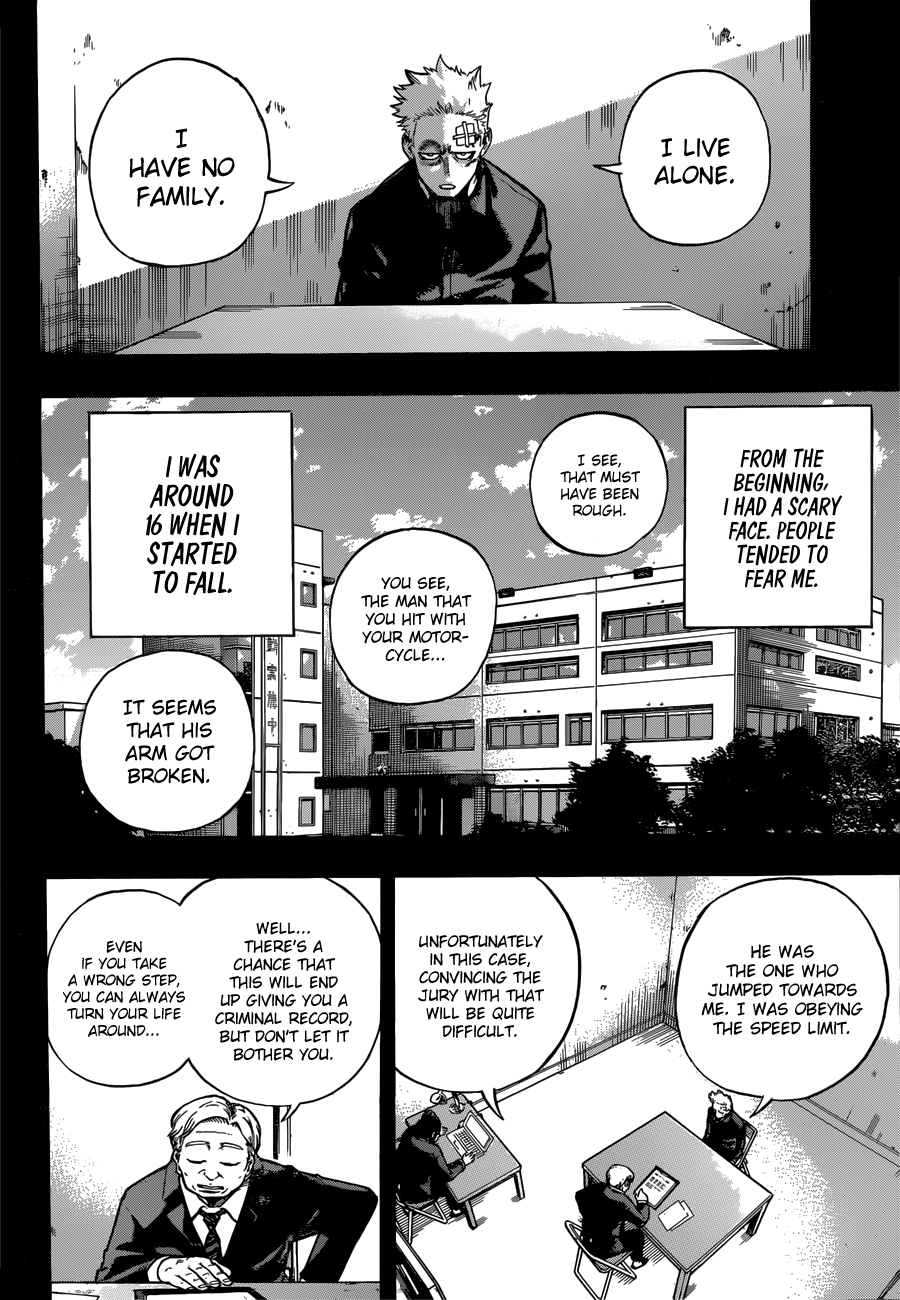 I LIVE
ALONE.
I
HAVE NO
FAMILY.
FROM THE
BEGINNING,
I HAD A SCARY
FACE. PEOPLE
TENDED TO
FEAR ME.
I SEE,
THAT MUST
HAVE BEEN
ROUGH.
YOU SEE,
THE MAN THAT
YOU HIT WITH
YOUR MOTOR-
CYCLE...
I WAS
AROUND
16 WHEN I
STARTED
TO FALL.
IT SEEMS
THAT HIS
ARM GOT
BROKEN.
HE WAS
THE ONE WHO
JUMPED TOWARDS
ME. I WAS OBEYING
THE SPEED LIMIT.
UNFORTUNATELY
IN THIS CASE,
CONVINCING THE
JURY WITH THAT
WILL BE QUITE
DIFFICULT.
WELL...
THERE'S A
CHANCE THAT
THIS WILL END
UP GIVING YOU A
CRIMINAL RECORD,
BUT DON'T LET IT
BOTHER YOU.
EVEN
IF YOU TAKE
A WRONG STEP,
YOU CAN ALWAYS
TURN YOUR LIFE
AROUND...